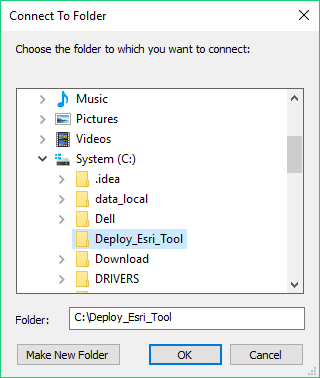 Connect To Folder
Choose the folder to which you want to connect:
Music
Pictures
Videos
System (C:)
.idea
data_local
Dell
Deploy_Esri_Tool
Download
DRIVERS
Folder: C:\Deploy_Esri_Tool
Make New Folder OK Cancel